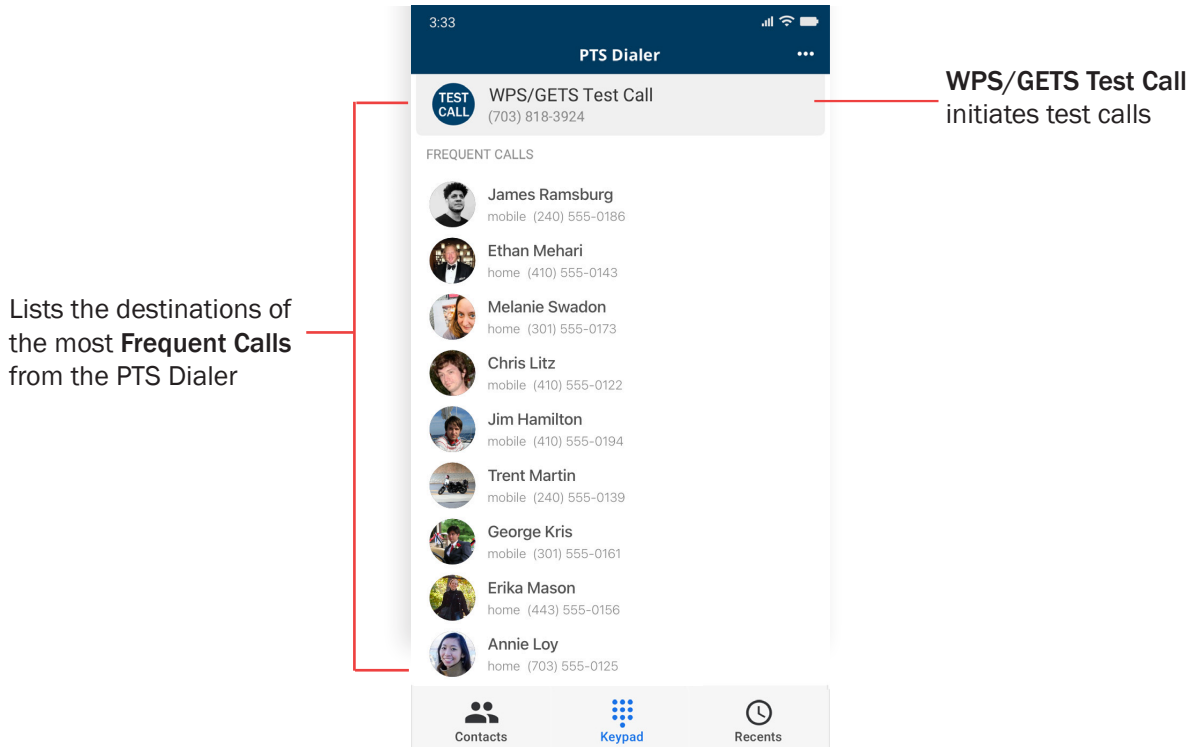 3:33
PTS Dialer
TEST
CALL
WPS/GETS Test Call
(703) 818-3924
WPS/GETS Test Call
initiates test calls
FREQUENT CALLS
James Ramsburg
mobile (240) 555-0186
Ethan Mehari
home (410) 555-0143
Melanie Swadon
home (301) 555-0173
Lists the destinations of
the most Frequent Calls
from the PTS Dialer
Chris Litz
mobile (410) 555-0122
Jim Hamilton
mobile (410) 555-0194
Trent Martin
mobile (240) 555-0139
George Kris
mobile (301) 555-0161
Erika Mason
home (443) 555-0156
Annie Loy
home (703) 555-0125
Contacts
Keypad
Recents